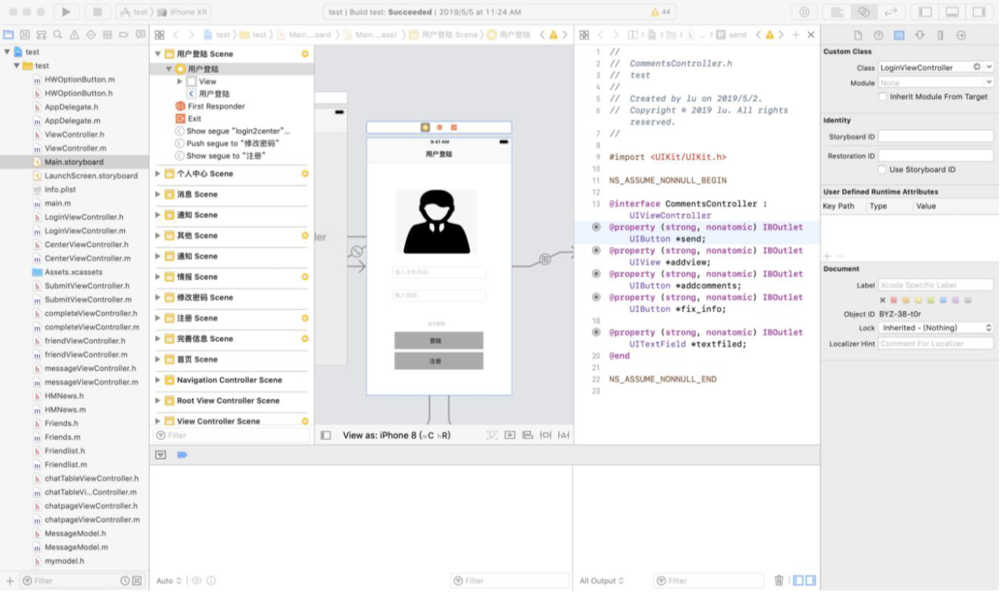 test
iPhone XR
test | Build test: Succeeded | 2019/5/5 at 11:24 AM
44
test
test
Main....oard
Main....ase)
用户登陆 Scene
用户登陆
h
...
send
test
test
HWOptionButton.m
HWOptionButton.h
AppDelegate.h
AppDelegate.m
ViewController.h
ViewController.m
Main.storyboard
LaunchScreen.storyboard
Info.plist
main.m
LoginViewController.h
LoginViewController.m
CenterViewController.h
CenterViewController.m
Assets.xcassets
SubmitViewController.h
SubmitViewController.m
completeViewController.h
completeViewController.m
friendViewController.h
friendViewController.m
messageViewController.h
messageViewController.m
HMNews.h
HMNews.m
Friends.h
Friends.m
Friendlist.h
Friendlist.m
chatTableViewController.h
chatTableVi...Controller.m
chatpageViewController.h
chatpageViewController.m
MessageModel.h
MessageModel.m
mymodel.h
Filter
用户登陆 Scene
用户登陆
View
用户登陆
First Responder
Exit
Show segue "login2center"...
Push segue to "修改密码"
Show segue to "注册"
个人中心 Scene
消息 Scene
通知 Scene
其他 Scene
通知 Scene
情报 Scene
修改密码 Scene
注册 Scene
完善信息 Scene
首页 Scene
Navigation Controller Scene
Root View Controller Scene
View Controller Scene
Filter
ler
9:41 AM
用户登陆
输入手机号码
输入密码
忘记密码
登陆
注册
View as: iPhone 8 (wC hR)
1 //
2 // CommentsController.h
3 // test
4 //
5 // Created by lu on 2019/5/2.
6 // Copyright © 2019 lu. All rights
reserved.
7 //
8
9 #import <UIKit/UIKit.h>
10
11 NS_ASSUME_NONNULL_BEGIN
12
13 @interface CommentsController :
UIViewController
@property (strong, nonatomic) IBOutlet
UIButton *send;
@property (strong, nonatomic) IBOutlet
UIView *addview;
@property (strong, nonatomic) IBOutlet
UIButton *addcomments;
@property (strong, nonatomic) IBOutlet
UIButton *fix_info;
18
@property (strong, nonatomic) IBOutlet
UITextField *textfiled;
20 @end
21
22 NS_ASSUME_NONNULL_END
23
Auto
Filter
All Output
Filter
Custom Class
Class LoginViewController
Module None
Inherit Module From Target
Identity
Storyboard ID
Restoration ID
Use Storyboard ID
User Defined Runtime Attributes
Key Path Type Value
Document
Label Xcode Specific Label
Object ID BYZ-38-t0r
Lock Inherited - (Nothing)
Localizer Hint Comment For Localizer